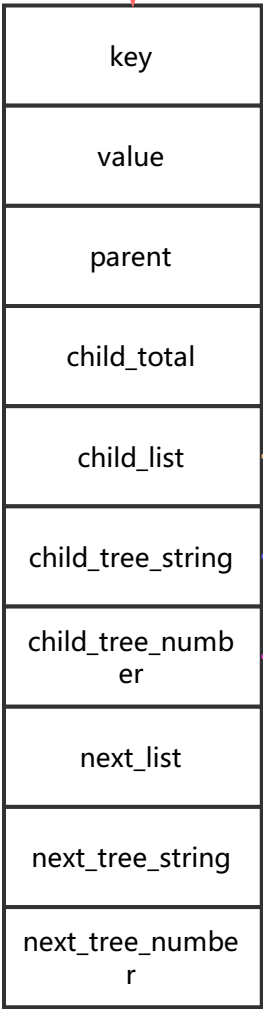 key
value
parent
child_total
child_list
child_tree_string
child_tree_numb
er
next_list
next_tree_string
next_tree_numbe
r